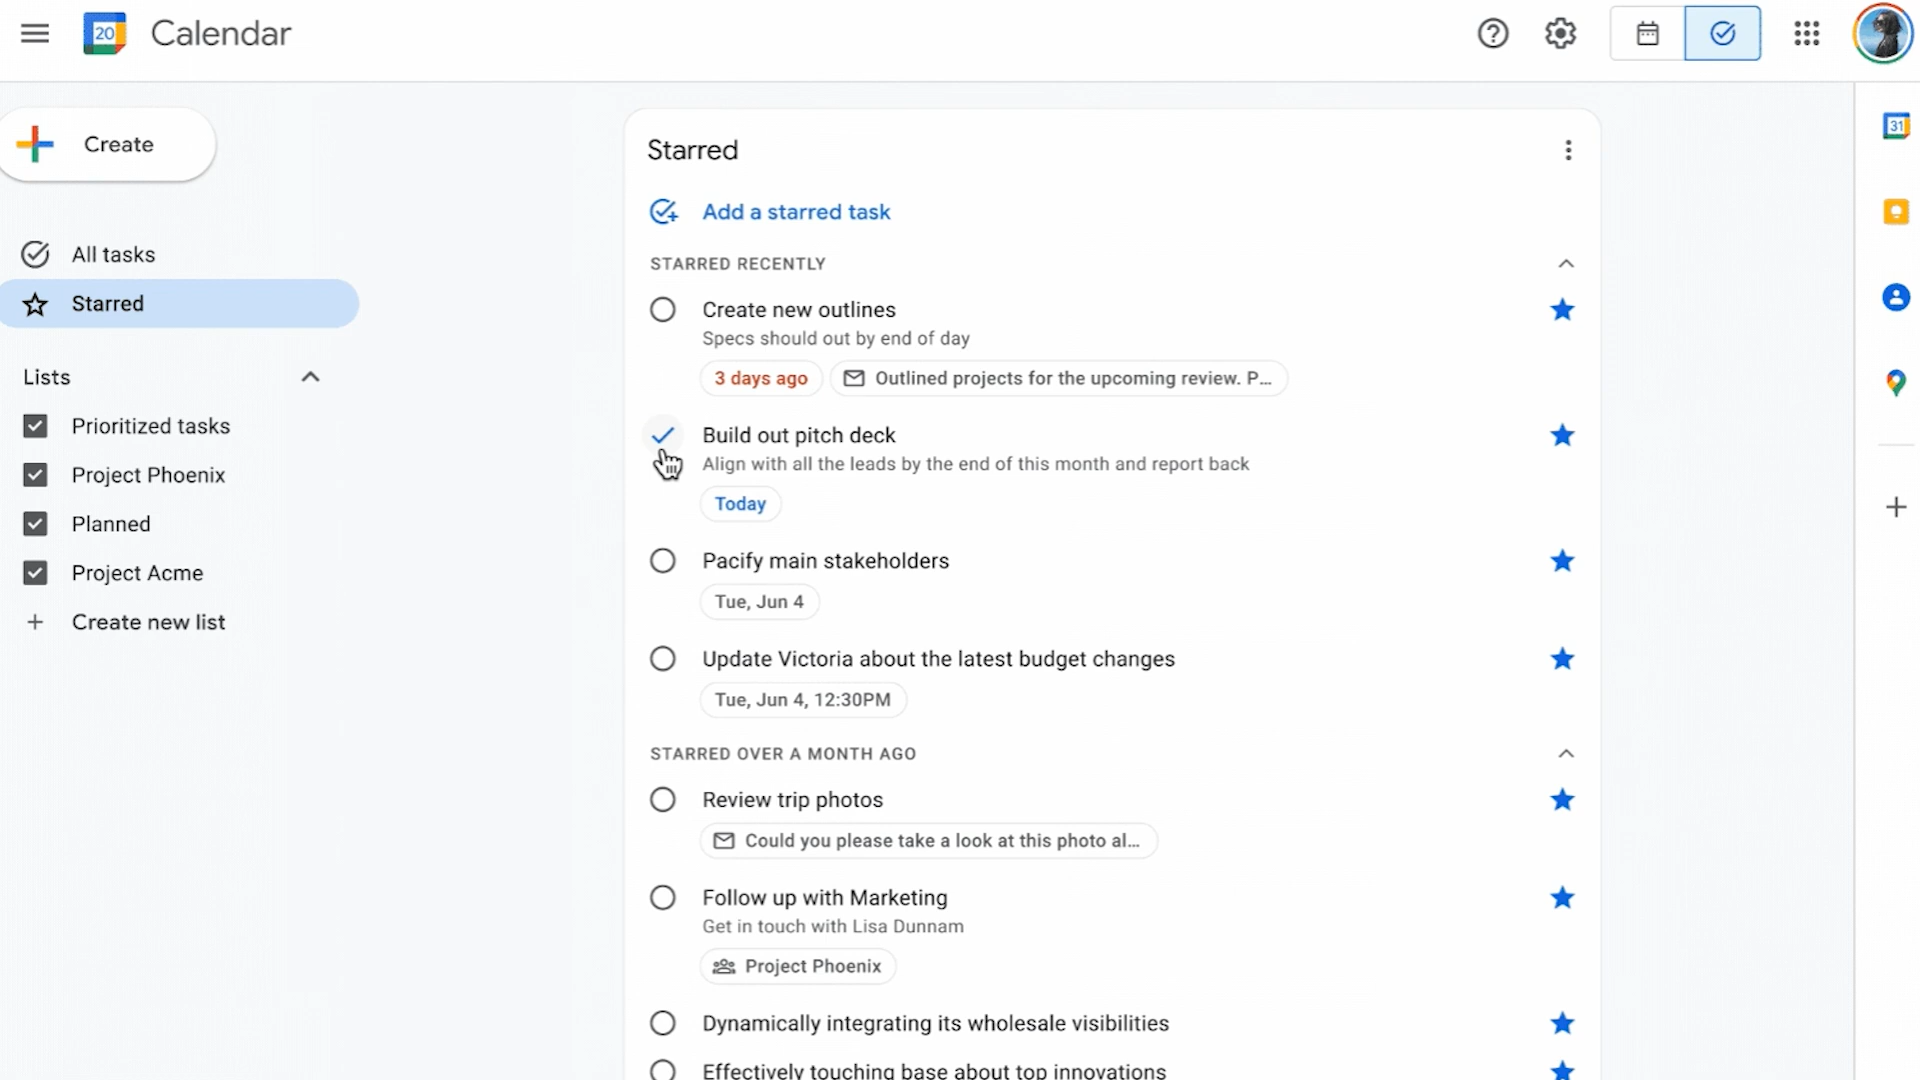 20 Calendar
Create
All tasks
Starred
Lists
Prioritized tasks
Project Phoenix
Planned
Project Acme
Create new list
Starred
Add a starred task
STARRED RECENTLY
Create new outlines
Specs should out by end of day
3 days ago Outlined projects for the upcoming review. P...
Build out pitch deck
Align with all the leads by the end of this month and report back
Today
Pacify main stakeholders
Tue, Jun 4
Update Victoria about the latest budget changes
Tue, Jun 4, 12:30PM
STARRED OVER A MONTH AGO
Review trip photos
Could you please take a look at this photo al...
Follow up with Marketing
Get in touch with Lisa Dunnam
Project Phoenix
Dynamically integrating its wholesale visibilities
Effectively touching base about top innovations
31